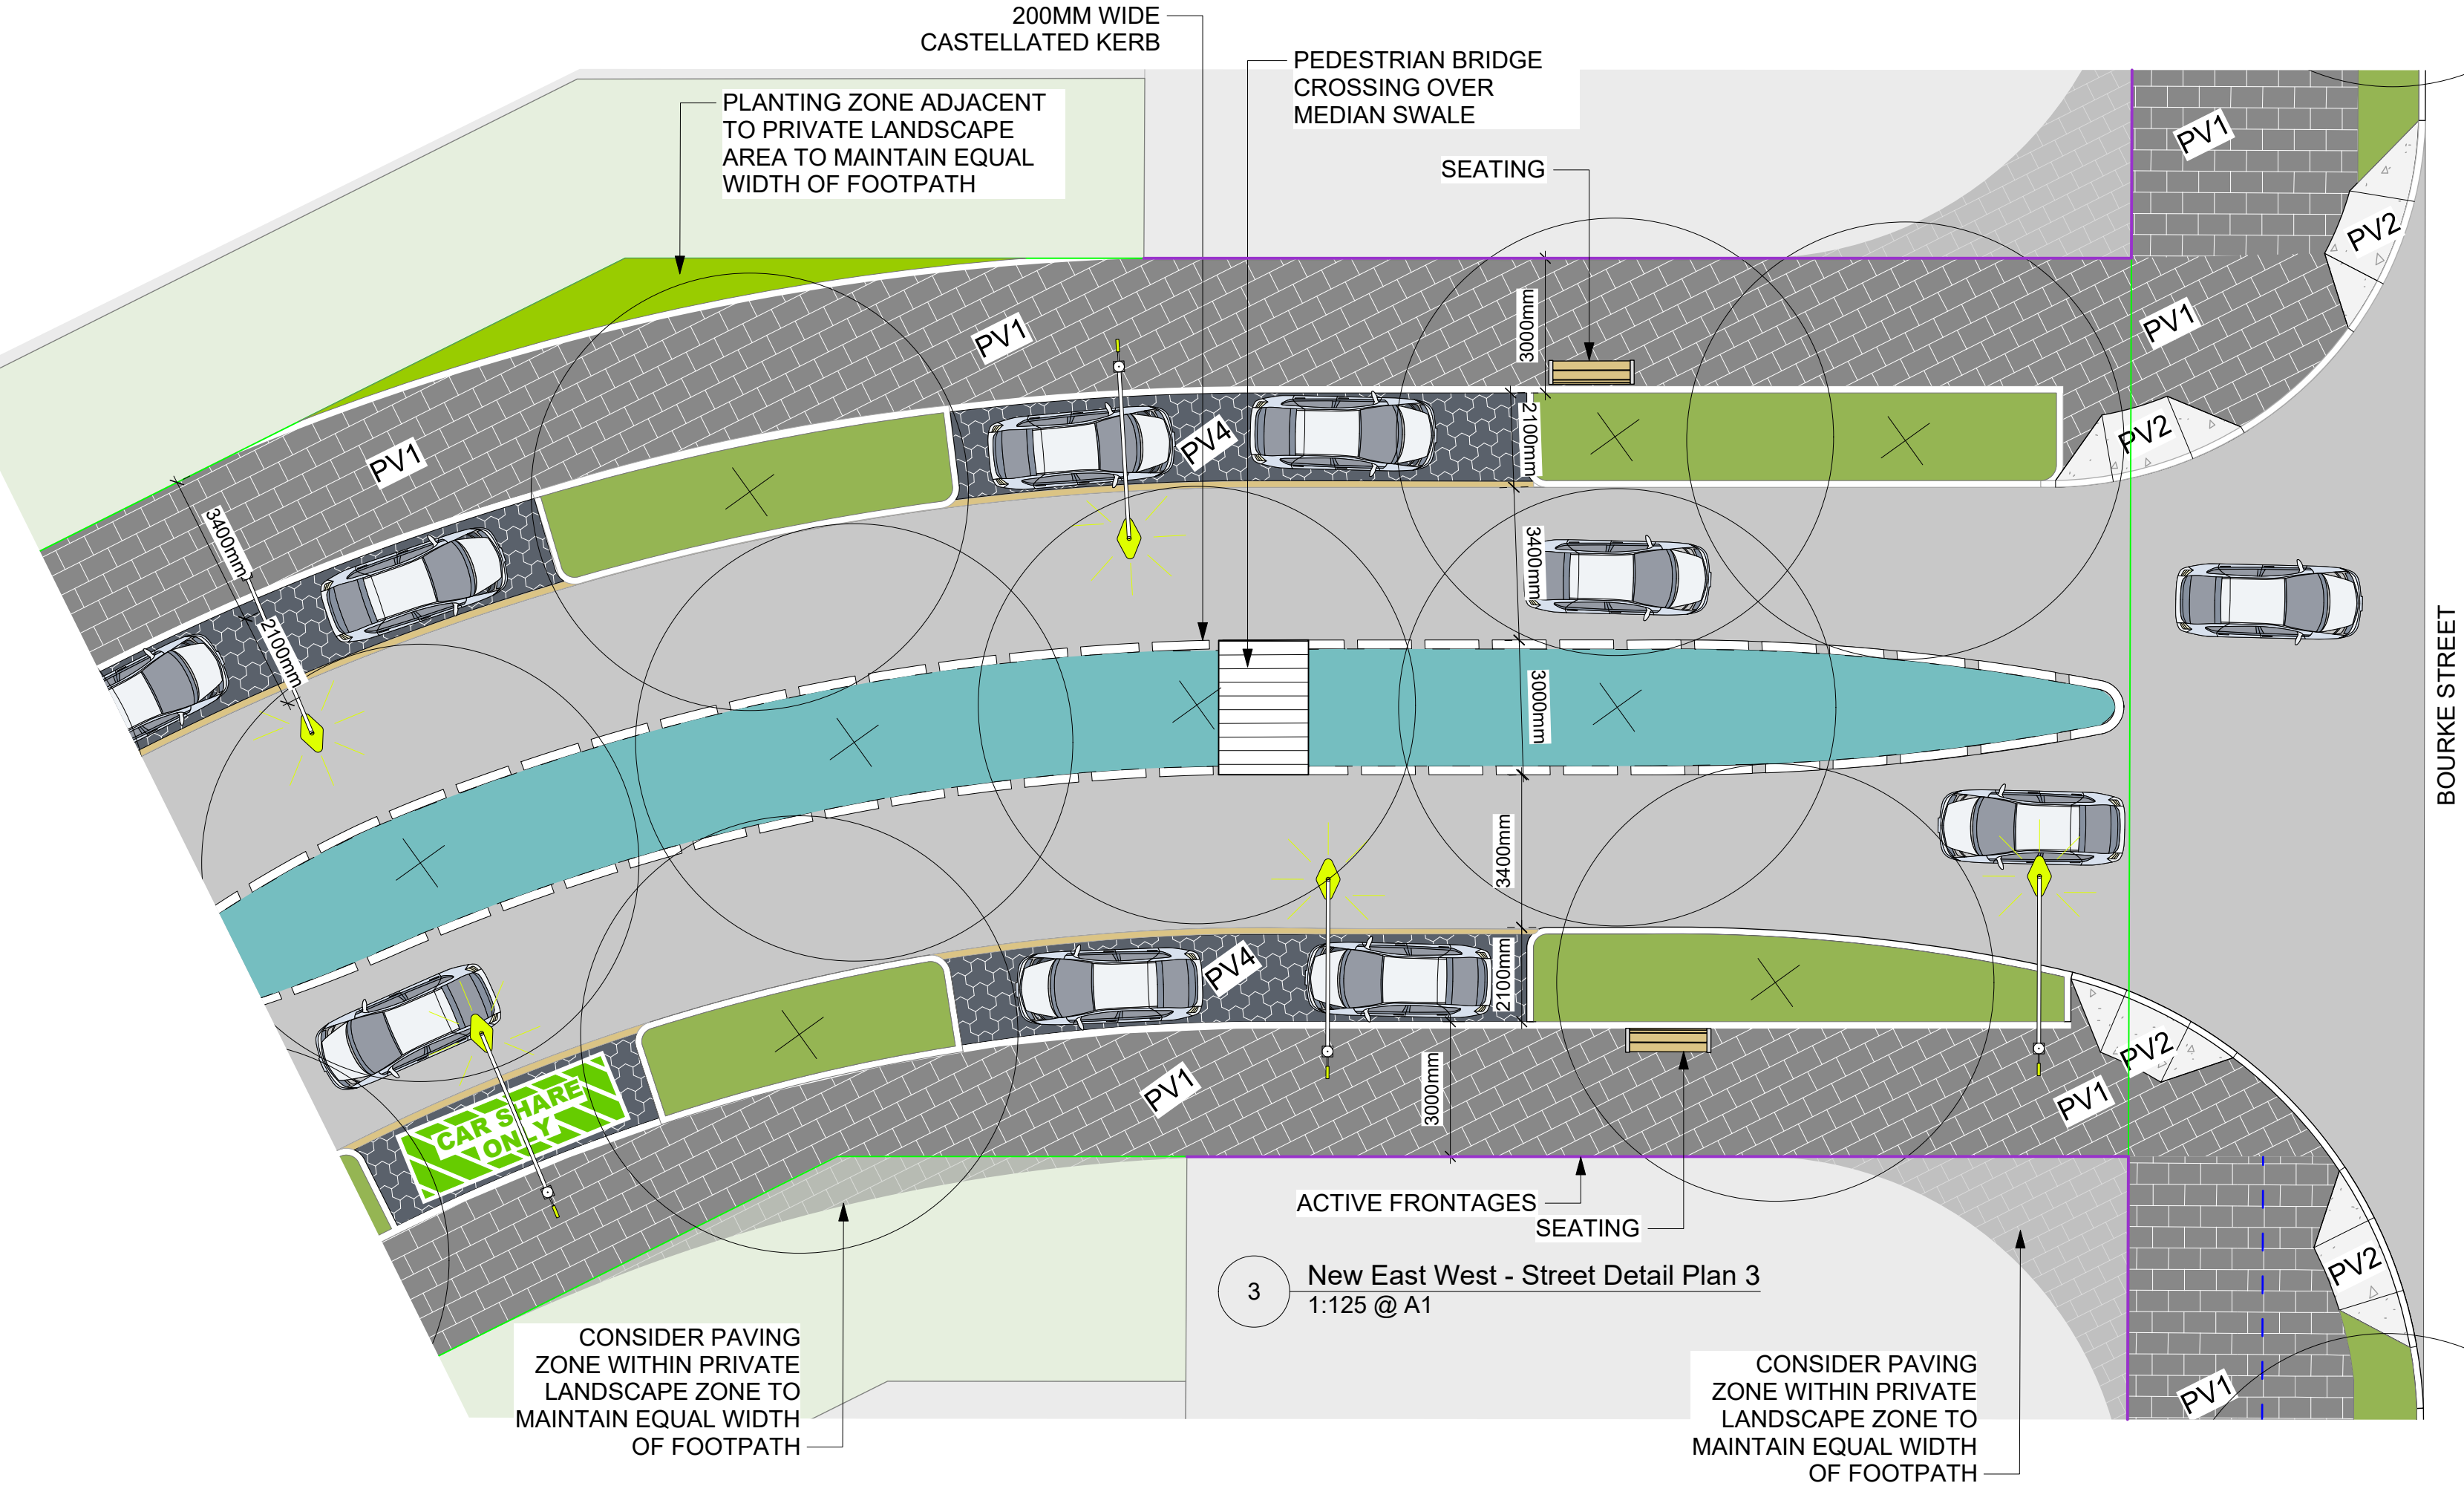 200MM WIDE
CASTELLATED KERB
PEDESTRIAN BRIDGE
CROSSING OVER
MEDIAN SWALE
PLANTING ZONE ADJACENT
TO PRIVATE LANDSCAPE
AREA TO MAINTAIN EQUAL
WIDTH OF FOOTPATH
SEATING
PV1
PV2
PV1
PV1
3000mm
PV1
PV4
2100mm
PV2
3400mm
2100mm
3400mm
3000mm
BOURKE STREET
3400mm
PV4
2100mm
PV1
3000mm
PV2
PV1
CAR SHARE
ONLY
ACTIVE FRONTAGES
SEATING
PV2
3
New East West - Street Detail Plan 3
1:125 @ A1
CONSIDER PAVING
ZONE WITHIN PRIVATE
LANDSCAPE ZONE TO
MAINTAIN EQUAL WIDTH
OF FOOTPATH
CONSIDER PAVING
ZONE WITHIN PRIVATE
LANDSCAPE ZONE TO
MAINTAIN EQUAL WIDTH
OF FOOTPATH
PV1